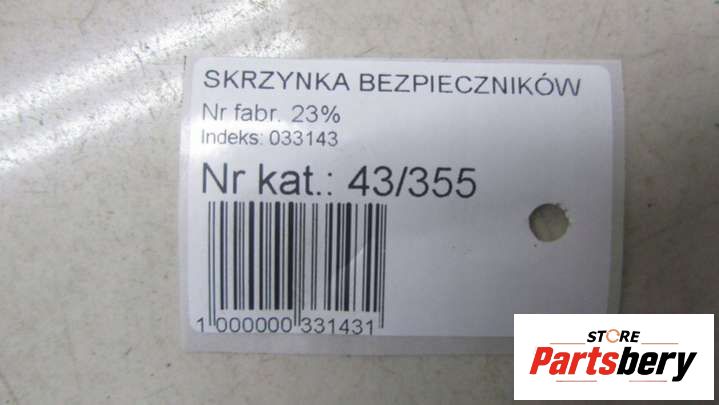 SKRZYNKA BEZPIECZNIKÓW
Nr fabr. 23%
Indeks: 033143
Nr kat.: 43/355
1 000000 331431
STORE
Partsbery